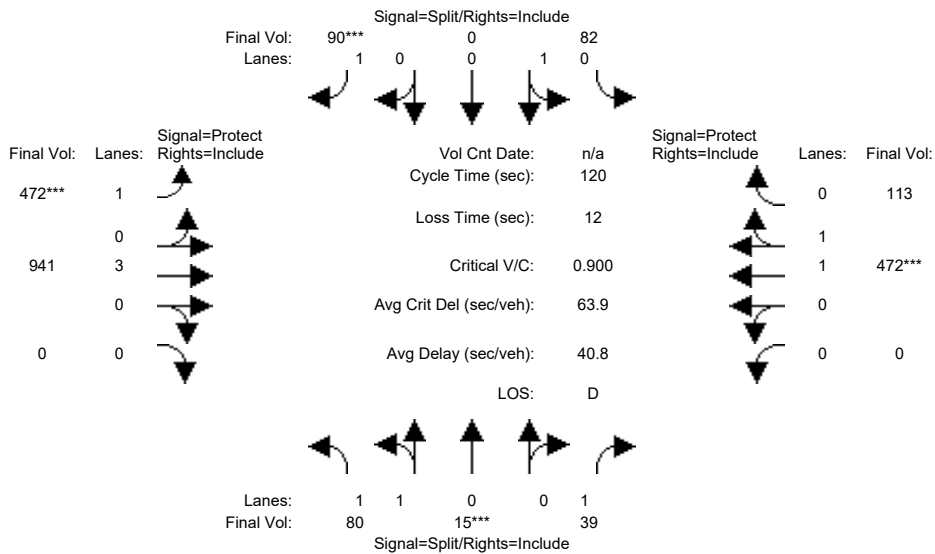 Signal=Split/Rights=Include
Final Vol: 90*** 0 82
Lanes: 1 0 0 1 0
Signal=Protect
Final Vol: Lanes: Rights=Include
Vol Cnt Date: n/a
Signal=Protect
Rights=Include Lanes: Final Vol:
Cycle Time (sec): 120
472*** 1
0 113
Loss Time (sec): 12
0
1
941 3
Critical V/C: 0.900
1 472***
0
Avg Crit Del (sec/veh): 63.9
0
0 0
Avg Delay (sec/veh): 40.8
0 0
LOS: D
Lanes: 1 1 0 0 1
Final Vol: 80 15*** 39
Signal=Split/Rights=Include